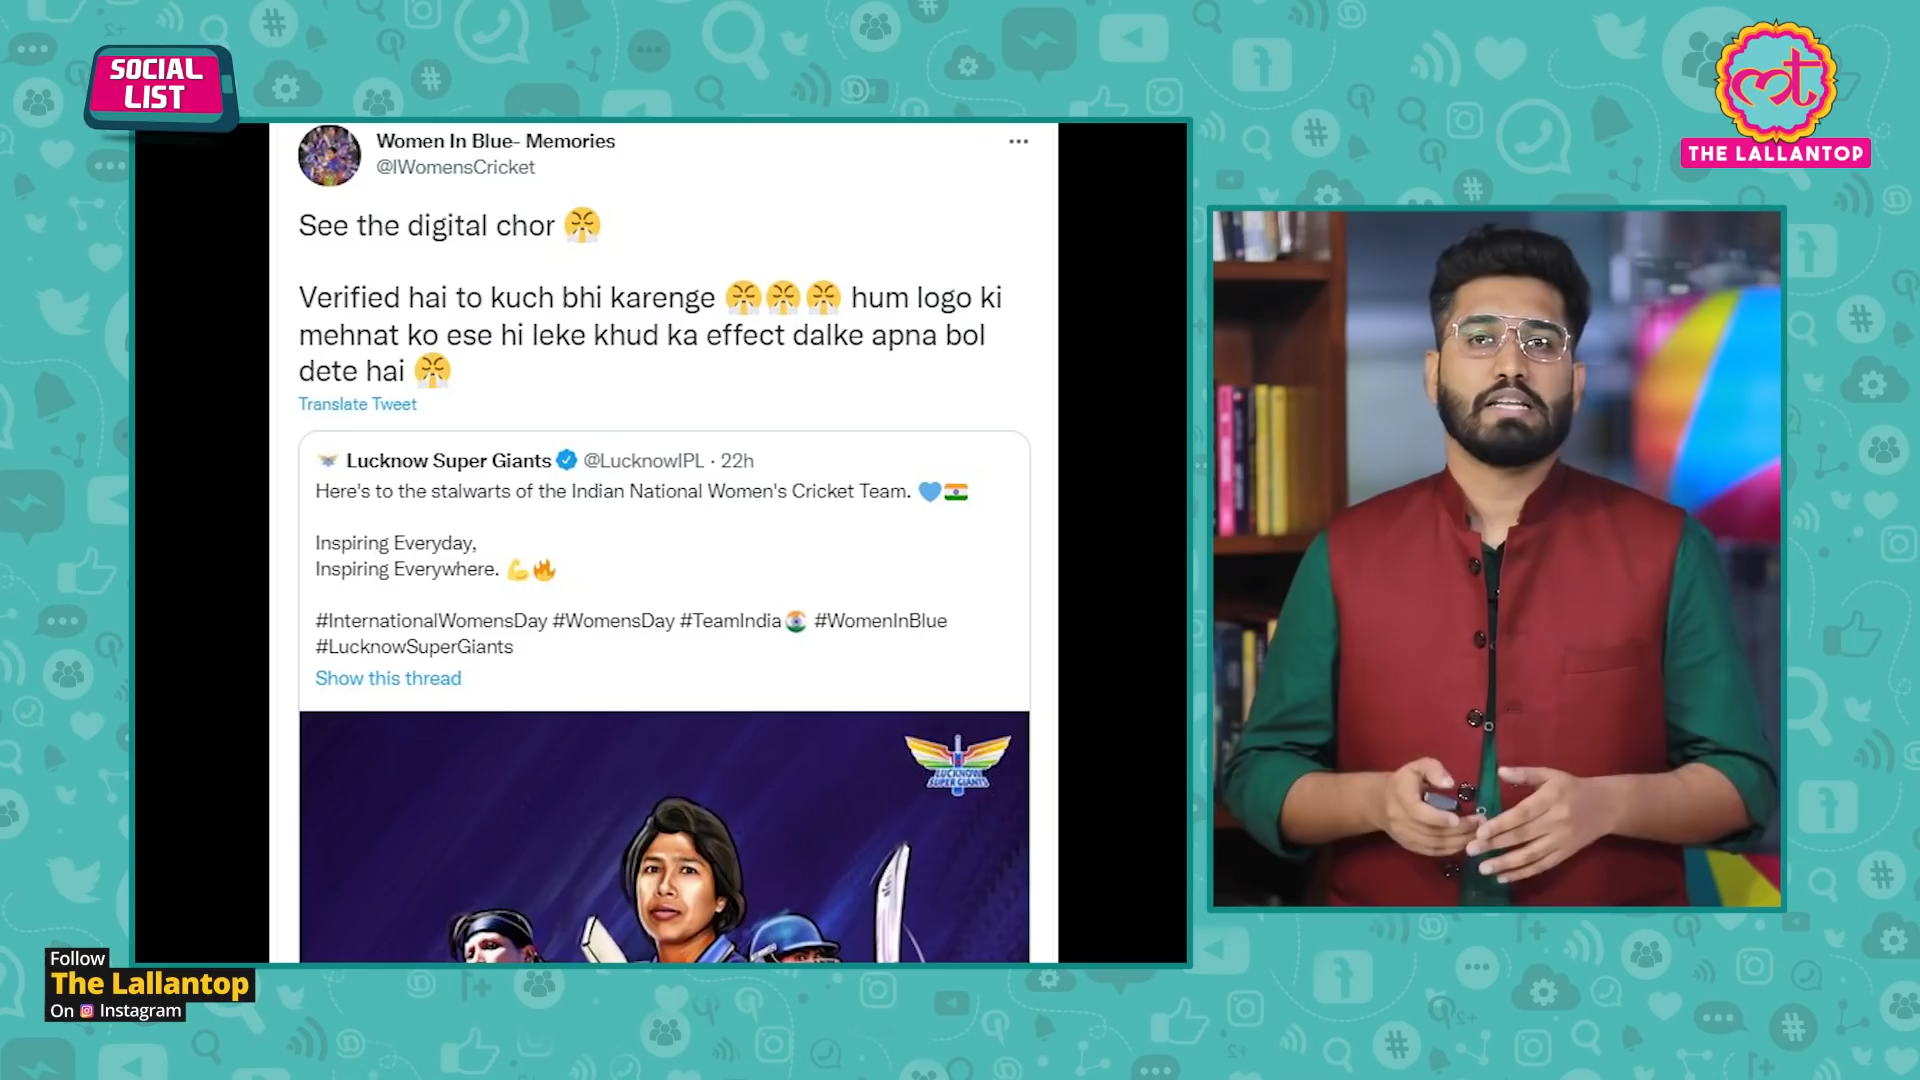 SOCIAL
LIST
THE LALLANTOP
Women In Blue- Memories
@IWomensCricket
See the digital chor 😤
Verified hai to kuch bhi karenge 😤😤😤 hum logo ki
mehnat ko ese hi leke khud ka effect dalke apna bol
dete hai 😤
Translate Tweet
Lucknow Super Giants @LucknowIPL · 22h
Here's to the stalwarts of the Indian National Women's Cricket Team. 💙🇮🇳
Inspiring Everyday,
Inspiring Everywhere. 💪🔥
#InternationalWomensDay #WomensDay #TeamIndia #WomenInBlue
#LucknowSuperGiants
Show this thread
LUCKNOW
SUPER GIANTS
Follow
The Lallantop
On Instagram